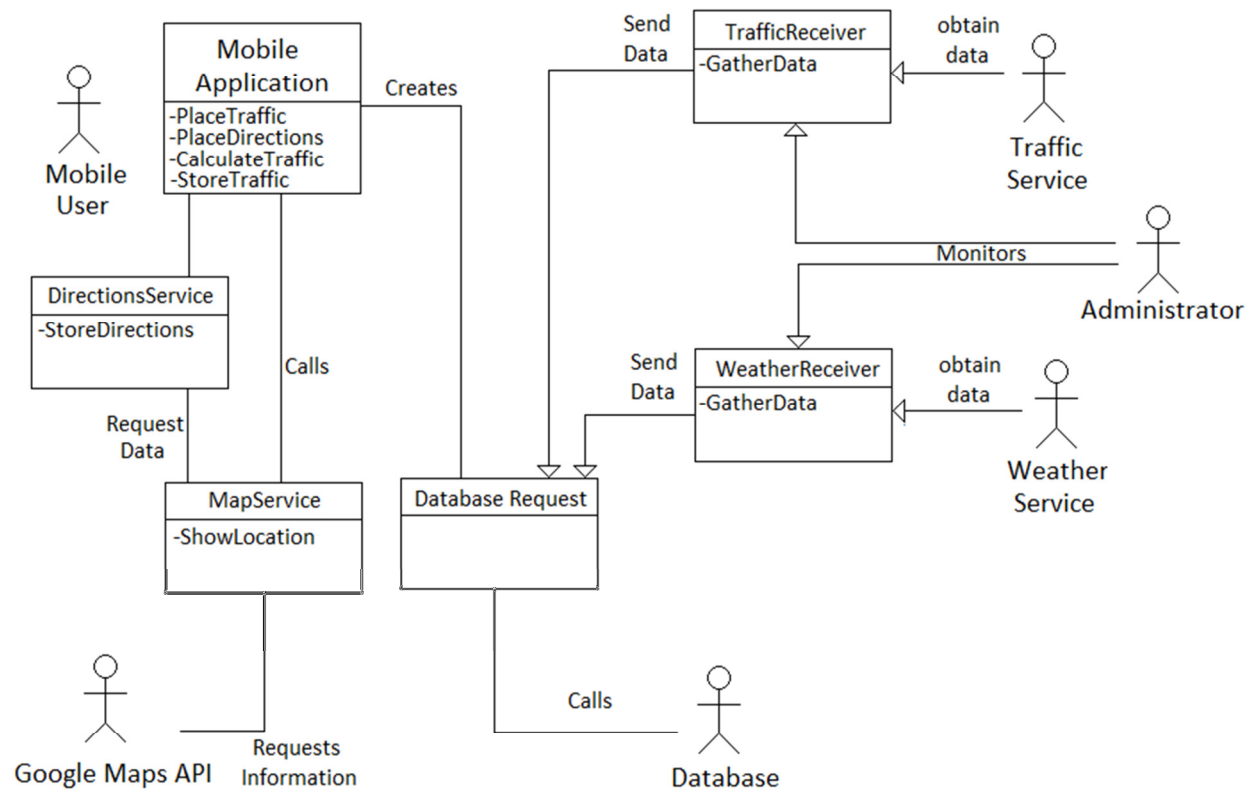 Mobile
Application
-PlaceTraffic
-PlaceDirections
-CalculateTraffic
-StoreTraffic
Mobile
User
Creates
Send
Data
TrafficReceiver
-GatherData
obtain
data
Traffic
Service
Monitors
Administrator
DirectionsService
-StoreDirections
Calls
Request
Data
Send
Data
WeatherReceiver
-GatherData
obtain
data
Weather
Service
MapService
-ShowLocation
Database Request
Google Maps API
Requests
Information
Calls
Database